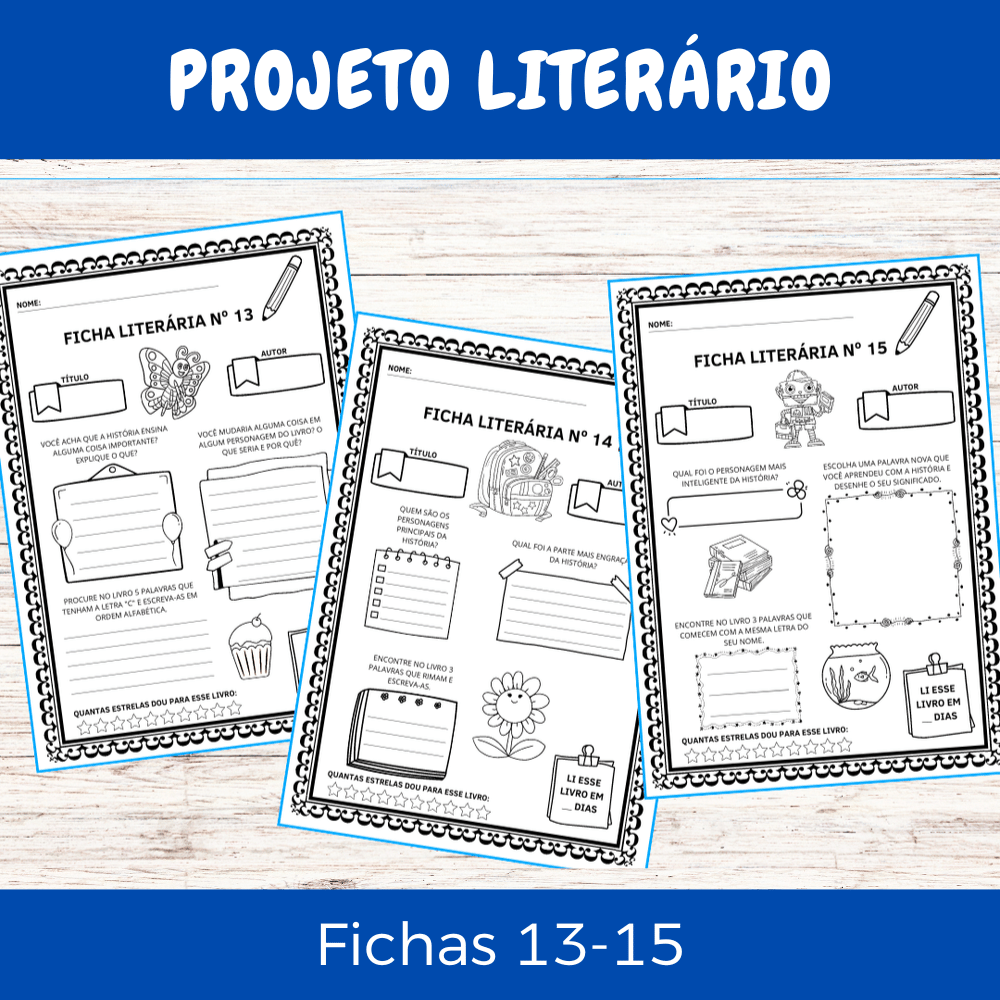 PROJETO LITERÁRIO
NOME:
FICHA LITERÁRIA Nº 13
TÍTULO
AUTOR
VOCÊ ACHA QUE A HISTÓRIA ENSINA
ALGUMA COISA IMPORTANTE?
EXPLIQUE O QUE?
VOCÊ MUDARIA ALGUMA COISA EM
ALGUM PERSONAGEM DO LIVRO? O
QUE SERIA E POR QUÊ?
PROCURE NO LIVRO 5 PALAVRAS QUE
TENHAM A LETRA "C" E ESCREVA-AS EM
ORDEM ALFABÉTICA.
QUANTAS ESTRELAS DOU PARA ESSE LIVRO:
NOME:
FICHA LITERÁRIA Nº 14
TÍTULO
AUT
QUEM SÃO OS
PERSONAGENS
PRINCIPAIS DA
HISTÓRIA?
QUAL FOI A PARTE MAIS ENGRAÇA
DA HISTÓRIA?
ENCONTRE NO LIVRO 3
PALAVRAS QUE RIMAM E
ESCREVA-AS.
QUANTAS ESTRELAS DOU PARA ESSE LIVRO:
LI ESSE
LIVRO EM
__ DIAS
NOME:
FICHA LITERÁRIA Nº 15
TÍTULO
AUTOR
QUAL FOI O PERSONAGEM MAIS
INTELIGENTE DA HISTÓRIA?
ESCOLHA UMA PALAVRA NOVA QUE
VOCÊ APRENDEU COM A HISTÓRIA E
DESENHE O SEU SIGNIFICADO.
ENCONTRE NO LIVRO 3 PALAVRAS QUE
COMECEM COM A MESMA LETRA DO
SEU NOME.
QUANTAS ESTRELAS DOU PARA ESSE LIVRO:
LI ESSE
LIVRO EM
__ DIAS
Fichas 13-15